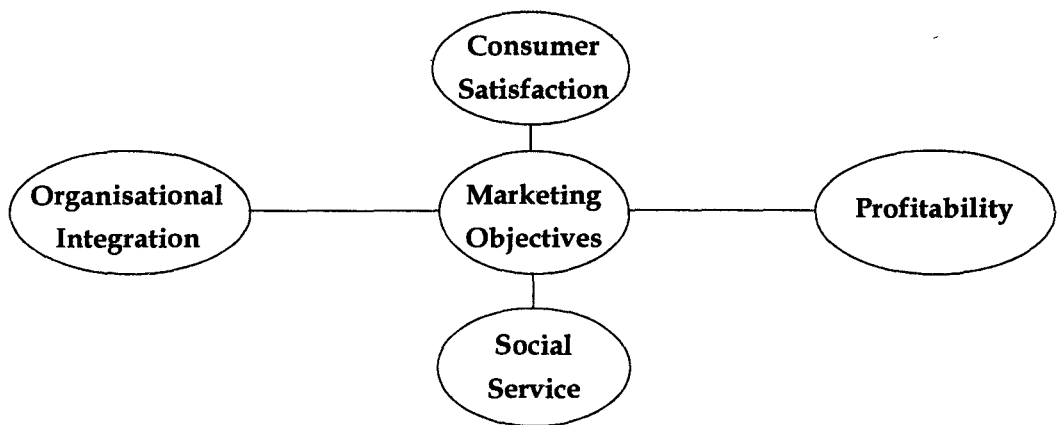 Consumer
Satisfaction
Organisational
Integration
Marketing
Objectives
Profitability
Social
Service